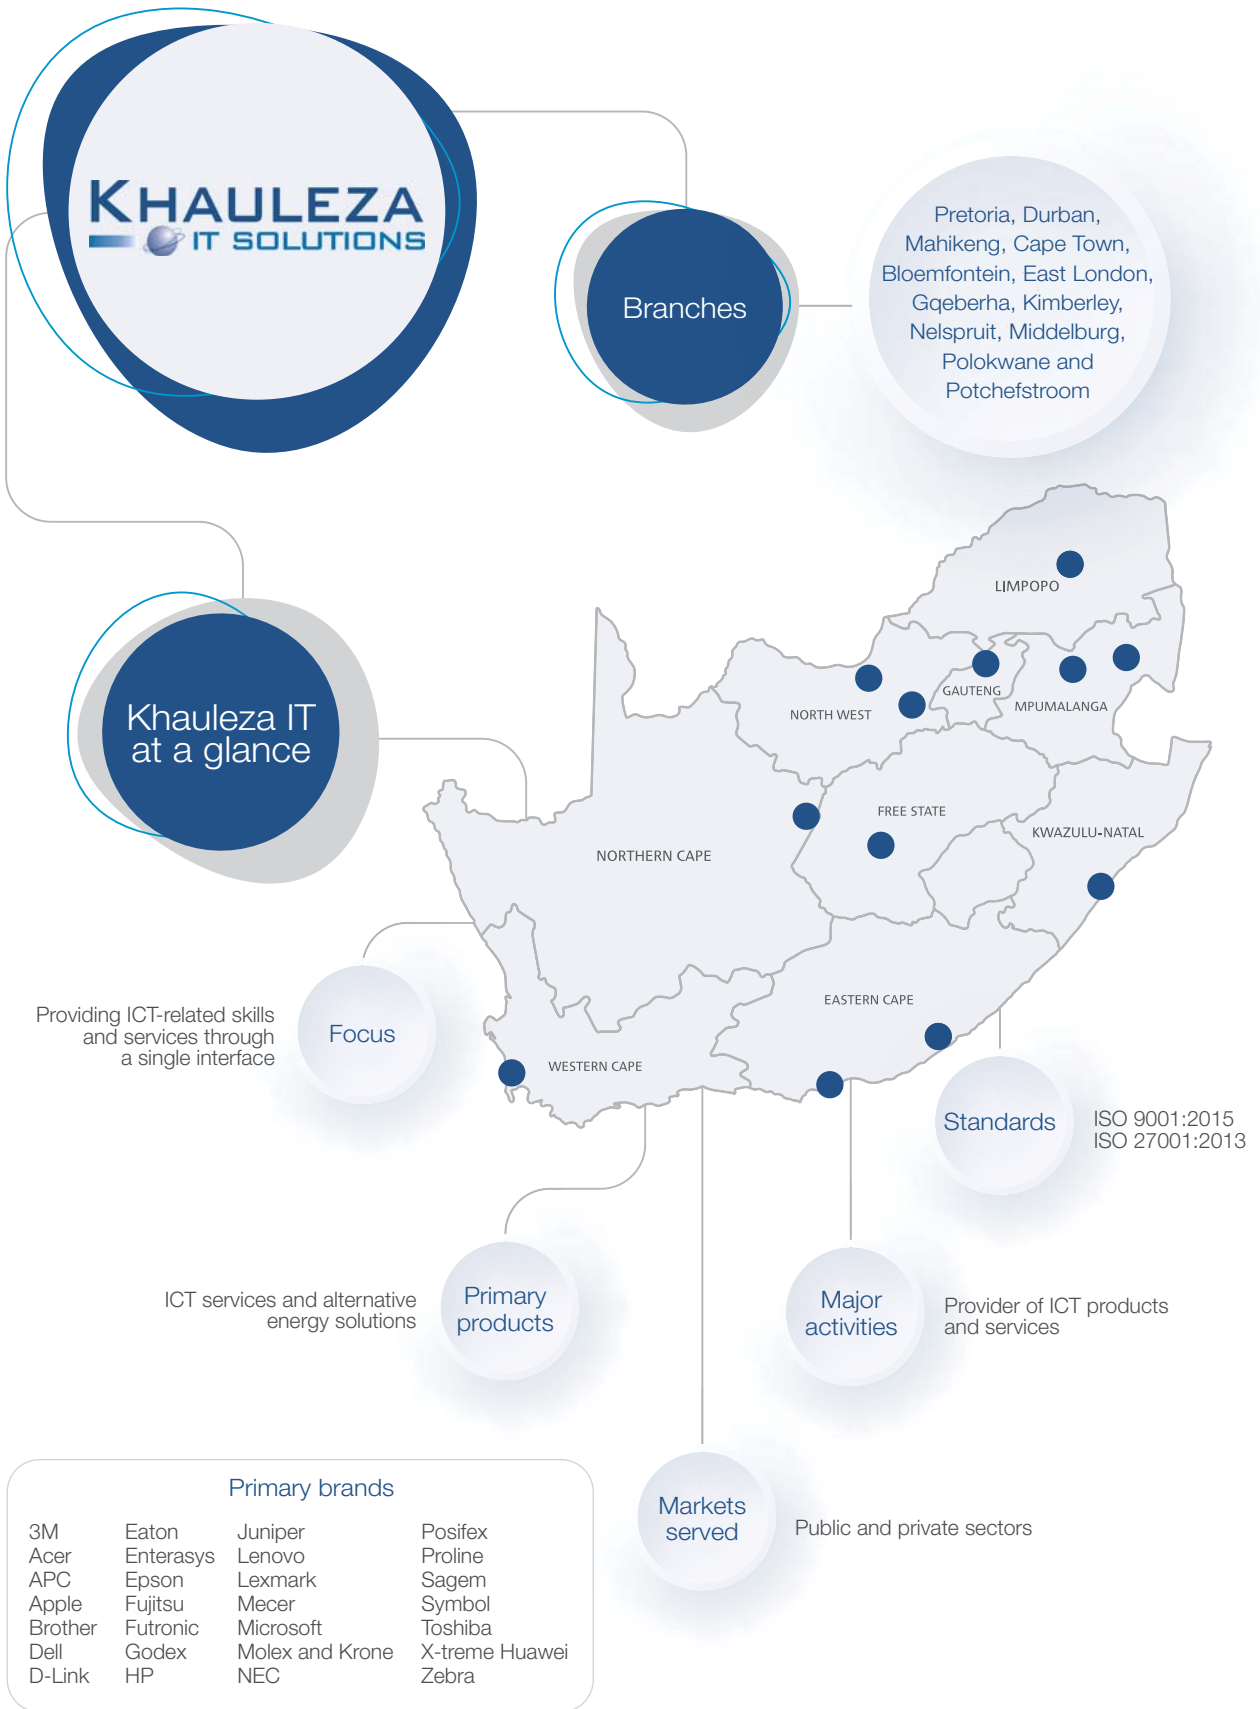 KHAULEZA
IT SOLUTIONS
Branches
Pretoria, Durban,
Mahikeng, Cape Town,
Bloemfontein, East London,
Gqeberha, Kimberley,
Nelspruit, Middelburg,
Polokwane and
Potchefstroom
Khauleza IT
at a glance
LIMPOPO
GAUTENG
MPUMALANGA
NORTH WEST
FREE STATE
KWAZULU-NATAL
NORTHERN CAPE
EASTERN CAPE
WESTERN CAPE
Providing ICT-related skills
and services through
a single interface
Focus
Standards
ISO 9001:2015
ISO 27001:2013
ICT services and alternative
energy solutions
Primary
products
Major
activities
Provider of ICT products
and services
Markets
served
Public and private sectors
Primary brands
3M
Acer
APC
Apple
Brother
Dell
D-Link
Eaton
Enterasys
Epson
Fujitsu
Futronic
Godex
HP
Juniper
Lenovo
Lexmark
Mecer
Microsoft
Molex and Krone
NEC
Posifex
Proline
Sagem
Symbol
Toshiba
X-treme Huawei
Zebra